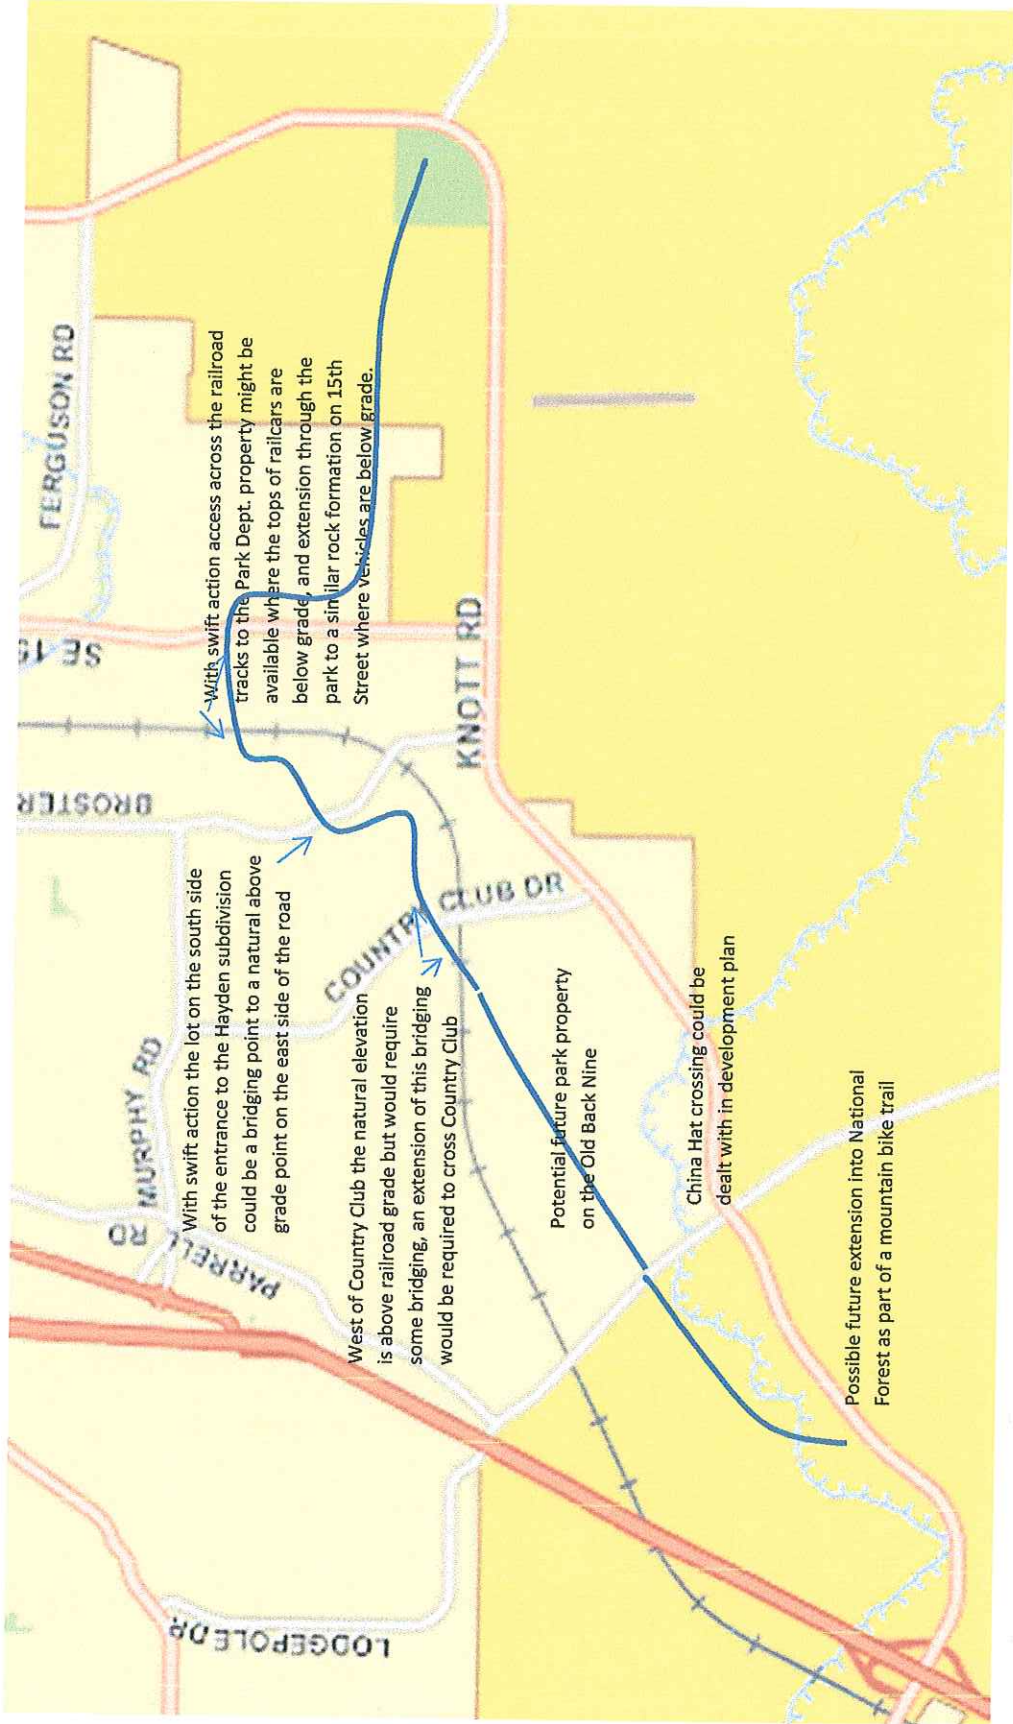 FERGUSON RD
With swift action access across the railroad
tracks to the Park Dept. property might be
available where the tops of railcars are
below grade, and extension through the
park to a similar rock formation on 15th
Street where vehicles are below grade.
SE 15
BROSTER
KNOTT RD
COUNTRY CLUB DR
MURPHY RD
With swift action the lot on the south side
of the entrance to the Hayden subdivision
could be a bridging point to a natural above
grade point on the east side of the road
PARRELL
RD
West of Country Club the natural elevation
is above railroad grade but would require
some bridging, an extension of this bridging
would be required to cross Country Club
Potential future park property
on the Old Back Nine
China Hat crossing could be
dealt with in development plan
LODGEPOLE DR
Possible future extension into National
Forest as part of a mountain bike trail